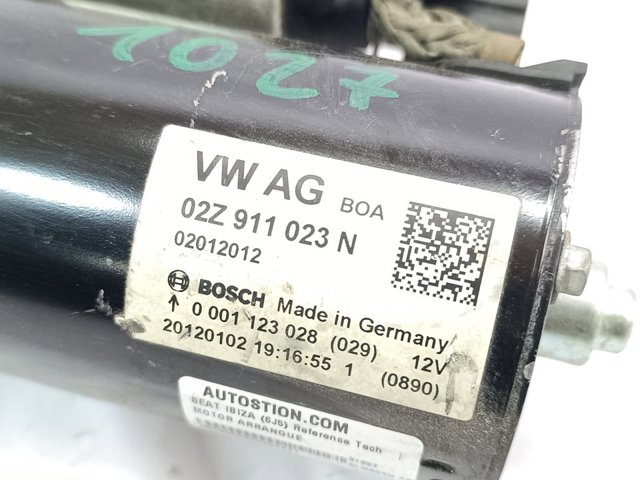 1027
VW AG BOA
02Z 911 023 N
02012012
BOSCH Made in Germany
↑ 0 001 123 028 (029) 12V
20120102 19:16:55 1 (0890)
AUTOSTION.COM
SEAT IBIZA (6J5) Reference Tech
MOTOR ARRANQUE